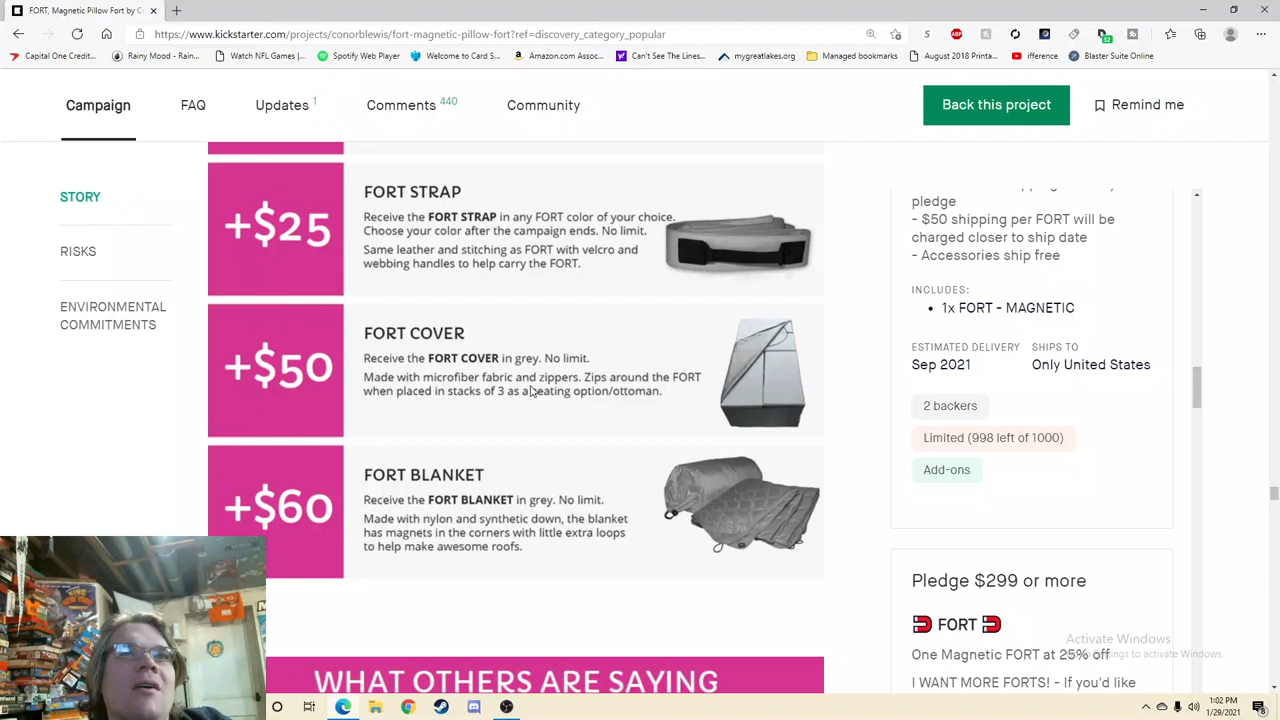 FORT, Magnetic Pillow Fort by C
https://www.kickstarter.com/projects/conorblewis/fort-magnetic-pillow-fort?ref=discovery_category_popular
Capital One Credit... Rainy Mood - Rain... Watch NFL Games |... Spotify Web Player Welcome to Card S... Amazon.com Assoc... Can't See The Lines... mygreatlakes.org Managed bookmarks August 2018 Printa... ifference Blaster Suite Online
Campaign FAQ Updates 1 Comments 440 Community Back this project Remind me
STORY
RISKS
ENVIRONMENTAL
COMMITMENTS
+$25
FORT STRAP
Receive the FORT STRAP in any FORT color of your choice.
Choose your color after the campaign ends. No limit.
Same leather and stitching as FORT with velcro and
webbing handles to help carry the FORT.
+$50
FORT COVER
Receive the FORT COVER in grey. No limit.
Made with microfiber fabric and zippers. Zips around the FORT
when placed in stacks of 3 as a seating option/ottoman.
+$60
FORT BLANKET
Receive the FORT BLANKET in grey. No limit.
Made with nylon and synthetic down, the blanket
has magnets in the corners with little extra loops
to help make awesome roofs.
WHAT OTHERS ARE SAYING
pledge
- $50 shipping per FORT will be
charged closer to ship date
- Accessories ship free
INCLUDES:
• 1x FORT - MAGNETIC
ESTIMATED DELIVERY SHIPS TO
Sep 2021 Only United States
2 backers
Limited (998 left of 1000)
Add-ons
Pledge $299 or more
FORT
One Magnetic FORT at 25% off
I WANT MORE FORTS! - If you'd like
Activate Windows
1:02 PM
1/29/2021